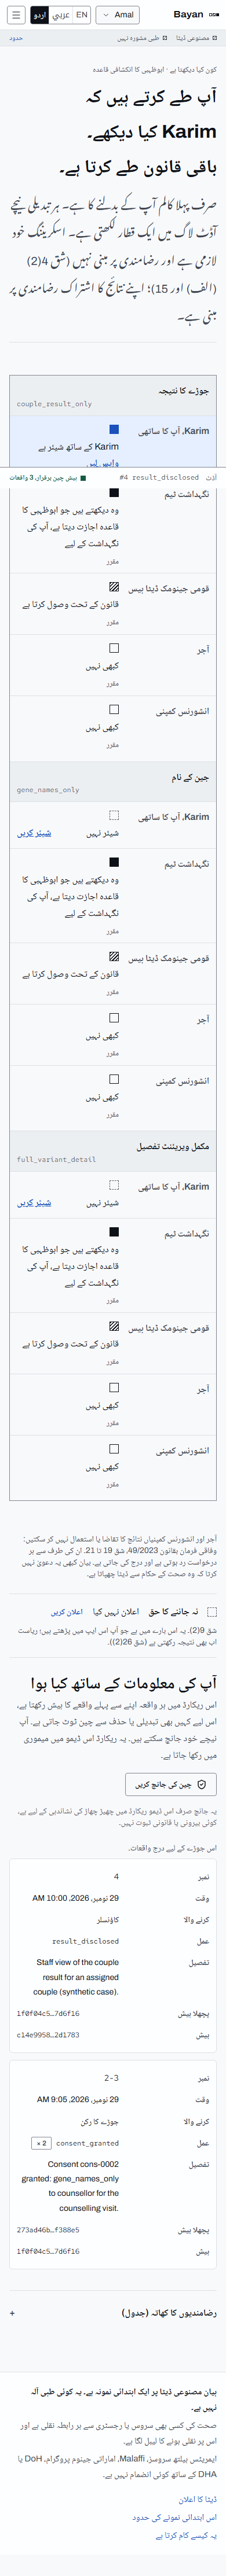 Bayan
Amal
EN
عربي
اردو
مصنوعی ڈیٹا
طبی مشورہ نہیں
حدود
کون کیا دیکھتا ہے · ابوظہبی کا انکشافی قاعدہ
آپ طے کرتے ہیں کہ
Karim کیا دیکھے۔
باقی قانون طے کرتا ہے۔
صرف پہلا کالم آپ کے بدلنے کا ہے۔ ہر تبدیلی نیچے
آڈٹ لاگ میں ایک قطار لکھتی ہے۔ اسکریننگ خود
لازمی ہے اور رضامندی پر مبنی نہیں (شق 4(2)
(الف) اور 15)؛ اپنے نتائج کا اشتراک رضامندی پر
مبنی ہے۔
جوڑے کا نتیجہ
couple_result_only
Karim، آپ کا ساتھی
Karim کے ساتھ شیئر ہے
واپس لیں
آڈٹ
#4 result_disclosed
ہیش چین برقرار، 3 واقعات
نگہداشت ٹیم
وہ دیکھتے ہیں جو ابوظہبی کا
قاعدہ اجازت دیتا ہے، آپ کی
نگہداشت کے لیے
مقرر
قومی جینومک ڈیٹا بیس
قانون کے تحت وصول کرتا ہے
مقرر
آجر
کبھی نہیں
مقرر
انشورنس کمپنی
کبھی نہیں
مقرر
جین کے نام
gene_names_only
Karim، آپ کا ساتھی
شیئر نہیں
شیئر کریں
نگہداشت ٹیم
وہ دیکھتے ہیں جو ابوظہبی کا
قاعدہ اجازت دیتا ہے، آپ کی
نگہداشت کے لیے
مقرر
قومی جینومک ڈیٹا بیس
قانون کے تحت وصول کرتا ہے
مقرر
آجر
کبھی نہیں
مقرر
انشورنس کمپنی
کبھی نہیں
مقرر
مکمل ویریننٹ تفصیل
full_variant_detail
Karim، آپ کا ساتھی
شیئر نہیں
شیئر کریں
نگہداشت ٹیم
وہ دیکھتے ہیں جو ابوظہبی کا
قاعدہ اجازت دیتا ہے، آپ کی
نگہداشت کے لیے
مقرر
قومی جینومک ڈیٹا بیس
قانون کے تحت وصول کرتا ہے
مقرر
آجر
کبھی نہیں
مقرر
انشورنس کمپنی
کبھی نہیں
مقرر
آجر اور انشورنس کمپنیاں نتائج کا تقاضا یا استعمال نہیں کر سکتیں:
وفاقی فرمان بقانون 49/2023، شق 19 تا 21۔ ان کی طرف سے ہر
درخواست رد ہوتی ہے اور درج کی جاتی ہے۔ بیان کبھی یہ دعویٰ نہیں
کرتا کہ وہ صحت کے حکام سے ڈیٹا چھپاتا ہے۔
نہ جاننے کا حق
اعلان نہیں کیا
اعلان کریں
شق 9(2)۔ یہ اس بارے میں ہے جو آپ اس ایپ میں پڑھتے ہیں؛ ریاست
اب بھی نتیجہ رکھتی ہے (شق 26(2))۔
آپ کی معلومات کے ساتھ کیا ہوا
اس ریکارڈ میں ہر واقعہ اپنے سے پہلے واقعے کا ہیش رکھتا ہے،
اس لیے کہیں بھی تبدیلی یا حذف سے چین ٹوٹ جاتی ہے۔ آپ
نیچے خود جانچ سکتے ہیں۔ یہ ریکارڈ اس ڈیمو میں میموری
میں رکھا جاتا ہے۔
چین کی جانچ کریں
یہ جانچ صرف اس ڈیمو ریکارڈ میں چھیڑ چھاڑ کی نشاندہی کے لیے ہے،
کوئی بیرونی یا قانونی ثبوت نہیں۔
اس جوڑے کے لیے درج واقعات۔
نمبر
4
وقت
29 نومبر، 2026، 10:00 AM
کرنے والا
کاؤنسلر
عمل
result_disclosed
تفصیل
Staff view of the couple
result for an assigned
couple (synthetic case).
پچھلا ہیش
1f0f04c5…7d6f16
ہیش
c14e9958…2d1783
نمبر
2–3
وقت
29 نومبر، 2026، 9:05 AM
کرنے والا
جوڑے کا رکن
عمل
consent_granted
× 2
تفصیل
Consent cons-0002
granted: gene_names_only
to counsellor for the
counselling visit.
پچھلا ہیش
273ad46b…f388e5
ہیش
1f0f04c5…7d6f16
رضامندیوں کا کھاتہ (جدول)
+
بیان مصنوعی ڈیٹا پر ایک ابتدائی نمونہ ہے۔ یہ کوئی طبی آلہ
نہیں ہے۔
صحت کی کسی بھی سروس یا رجسٹری سے ہر رابطہ نقلی ہے اور
اس پر نقلی ہونے کا لیبل لگا ہے۔
ایمریٹس ہیلتھ سروسز، Malaffi، اماراتی جینوم پروگرام، DoH یا
DHA کے ساتھ کوئی انضمام نہیں ہے۔
ڈیٹا کا اعلان
اس ابتدائی نمونے کی حدود
یہ کیسے کام کرتا ہے